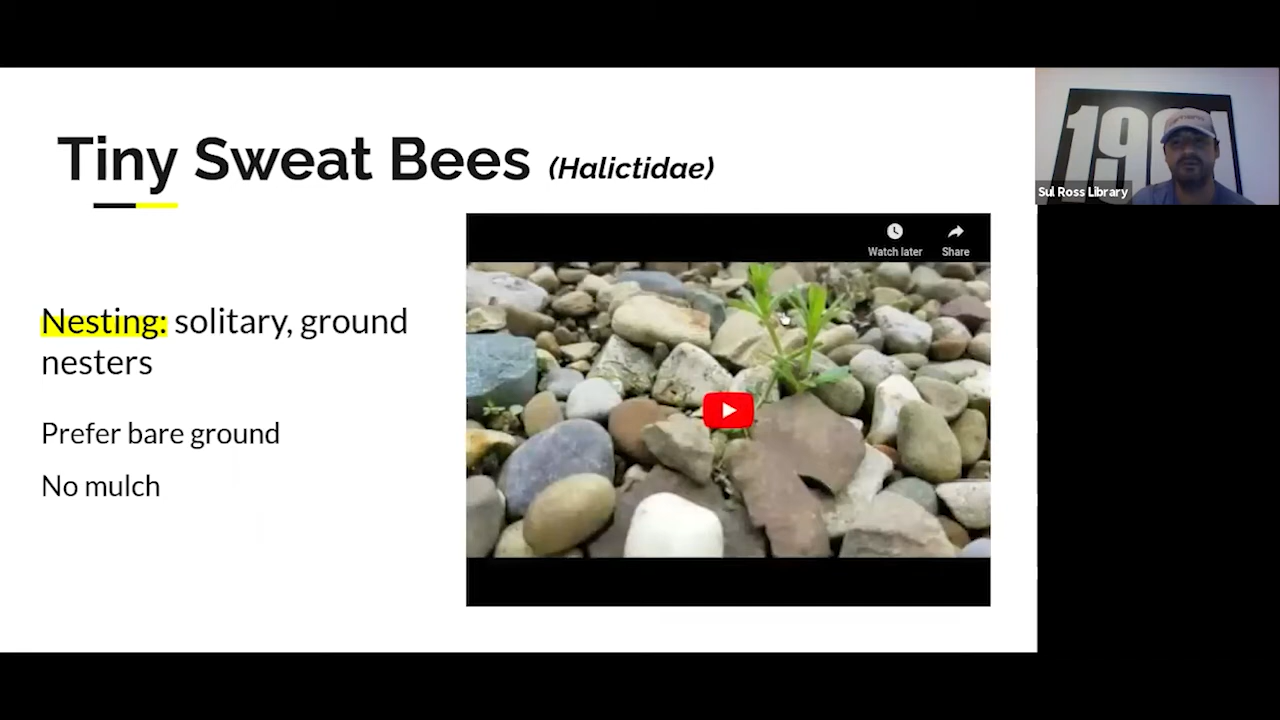 Tiny Sweat Bees (Halictidae)
Watch later
Share
Nesting: solitary, ground
nesters
Prefer bare ground
No mulch
Sul Ross Library